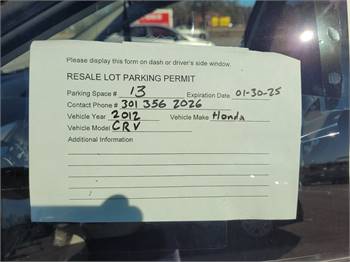 Please display this form on dash or driver's side window.
RESALE LOT PARKING PERMIT
Parking Space # 13 Expiration Date 01-30-25
Contact Phone # 301 356 2026
Vehicle Year 2012 Vehicle Make Honda
Vehicle Model CRV
Additional Information